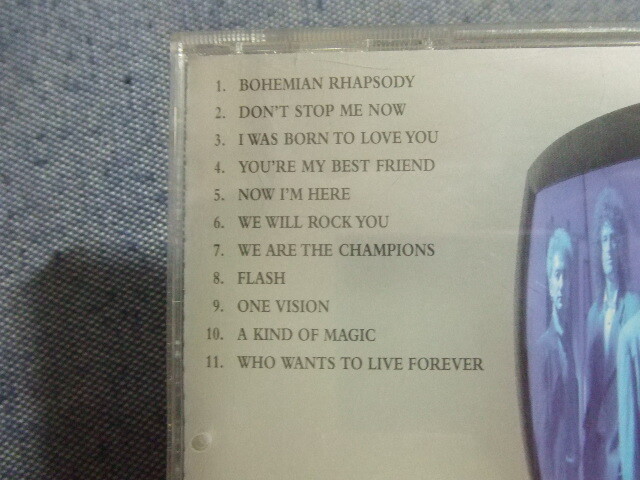 1. BOHEMIAN RHAPSODY
2. DON'T STOP ME NOW
3. I WAS BORN TO LOVE YOU
4. YOU'RE MY BEST FRIEND
5. NOW I'M HERE
6. WE WILL ROCK YOU
7. WE ARE THE CHAMPIONS
8. FLASH
9. ONE VISION
10. A KIND OF MAGIC
11. WHO WANTS TO LIVE FOREVER